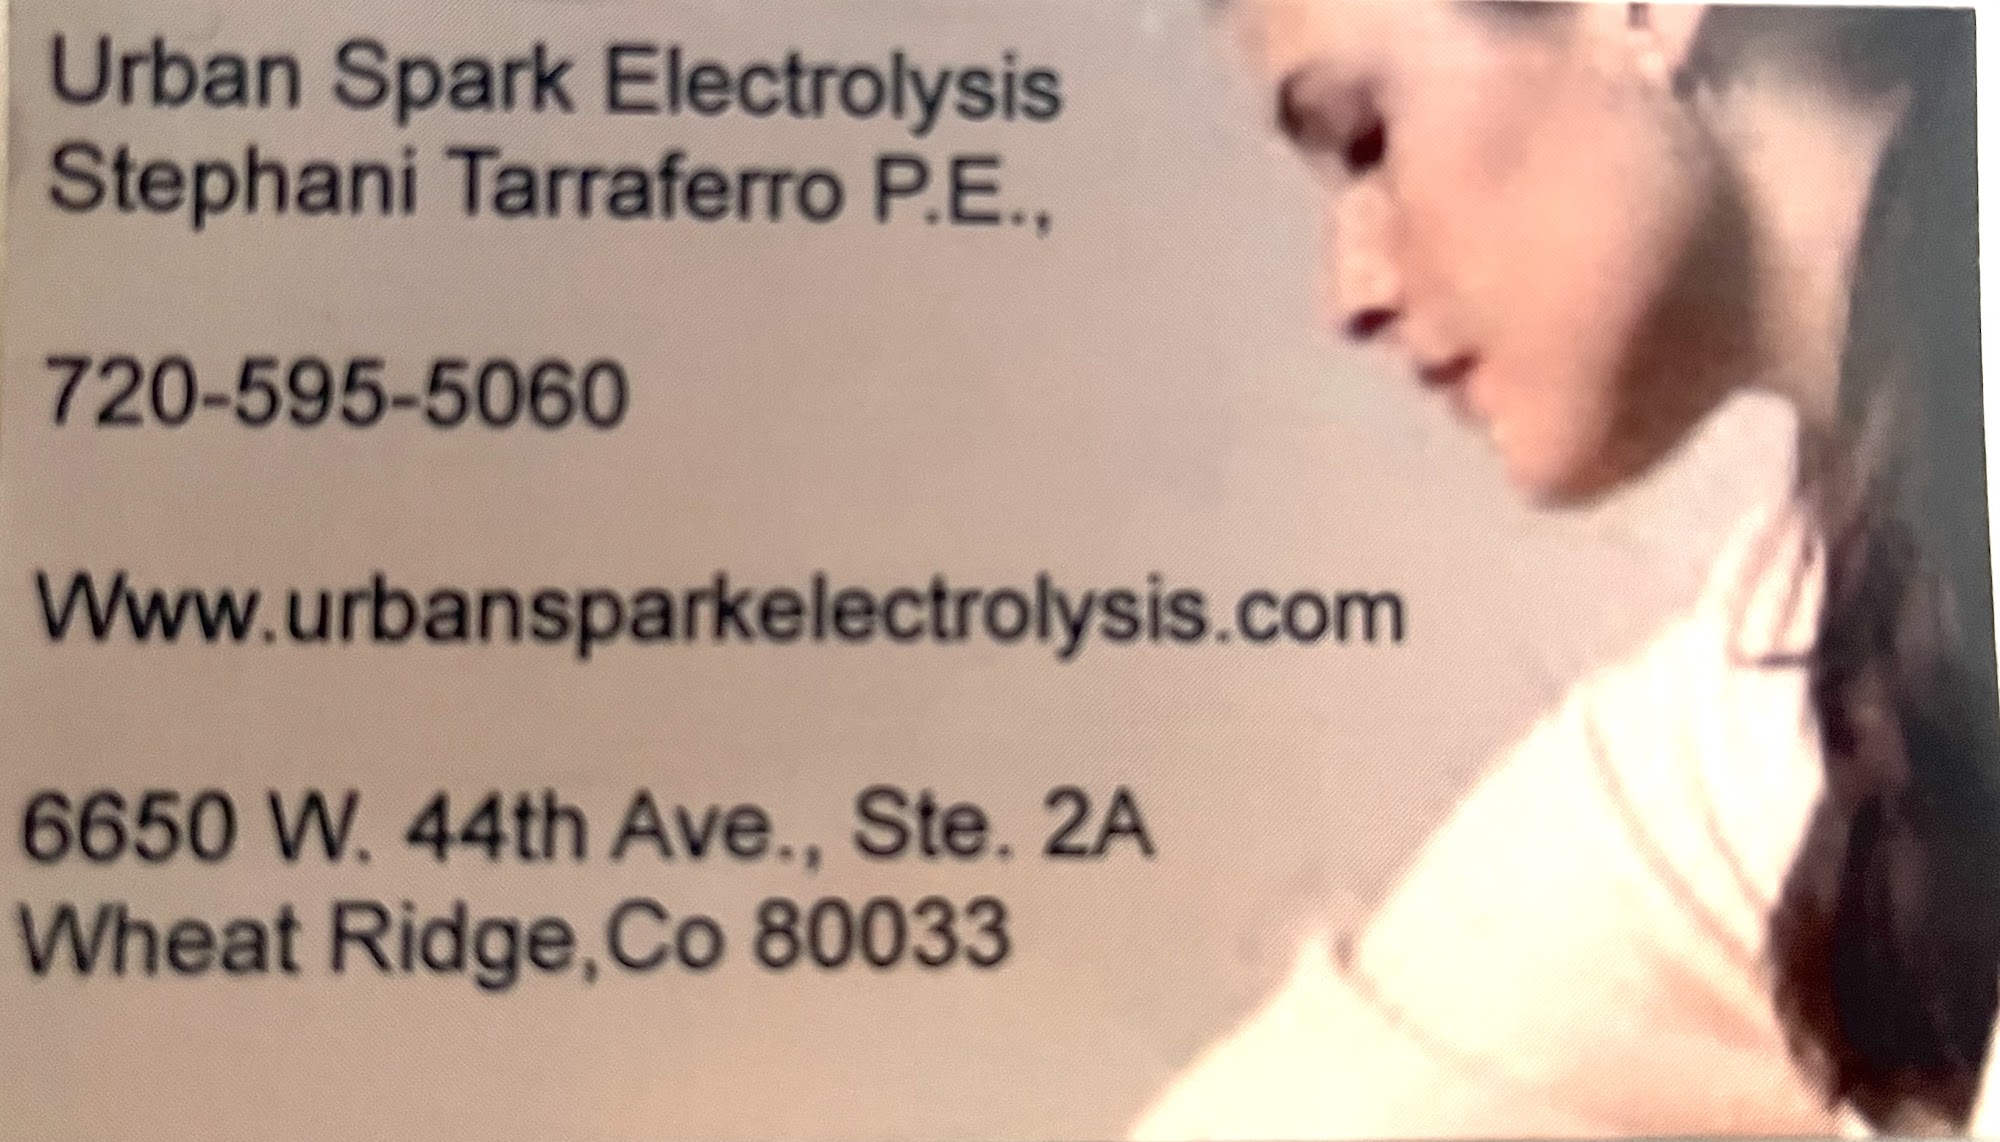 Urban Spark Electrolysis
Stephani Tarraferro P.E.,
720-595-5060
Www.urbansparkelectrolysis.com
6650 W. 44th Ave., Ste. 2A
Wheat Ridge,Co 80033